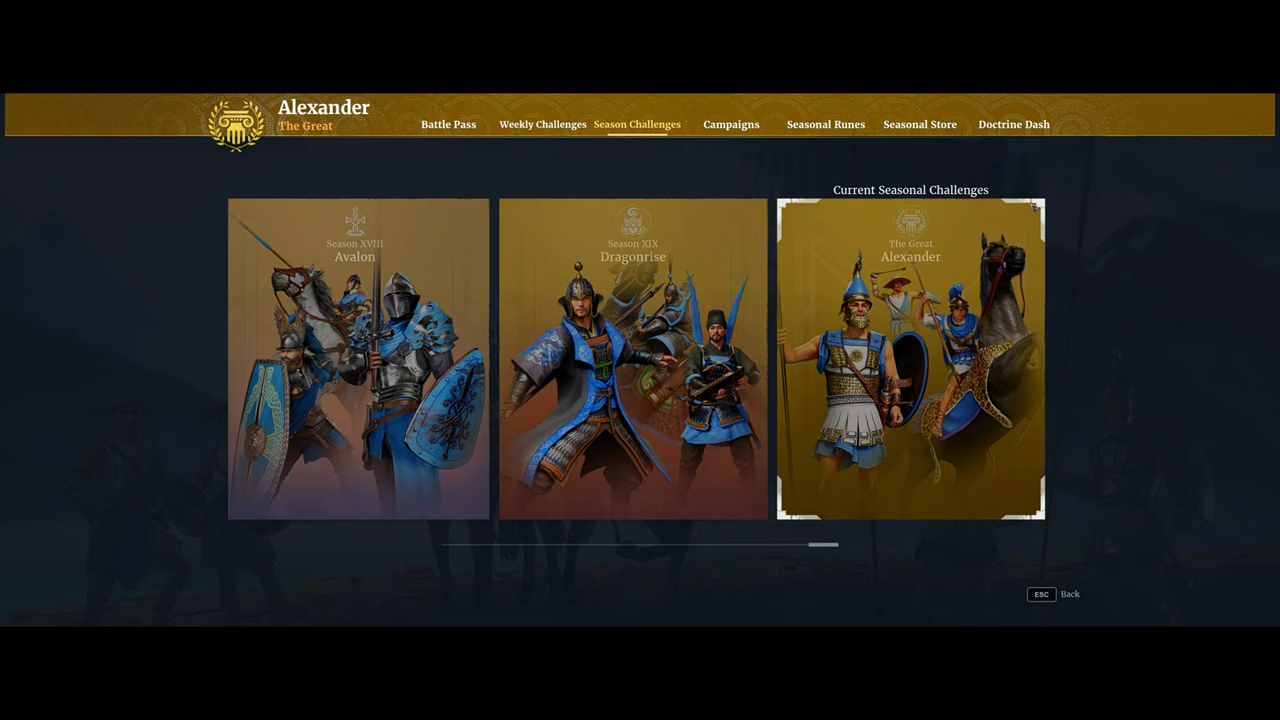 Alexander
The Great
Battle Pass
Weekly Challenges
Season Challenges
Campaigns
Seasonal Runes
Seasonal Store
Doctrine Dash
Current Seasonal Challenges
Season XVIII
Avalon
Season XIX
Dragonrise
The Great
Alexander
ESC Back